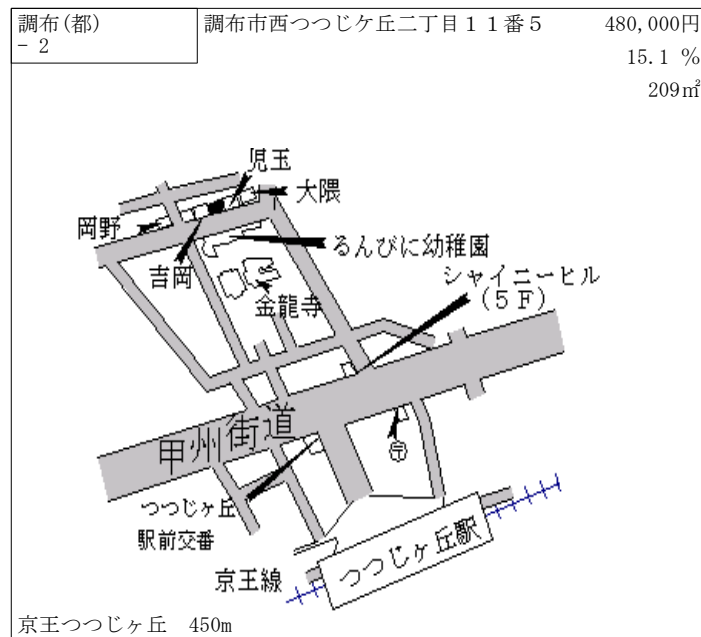 調布(都)
- 2
調布市西つつじケ丘二丁目１１番５
480,000円
15.1 %
209㎡
児玉
大隈
岡野
吉岡
るんびに幼稚園
シャイニーヒル
(５Ｆ)
金龍寺
甲州街道
〒
つつじヶ丘
駅前交番
つつじヶ丘駅
京王線
京王つつじヶ丘　450m